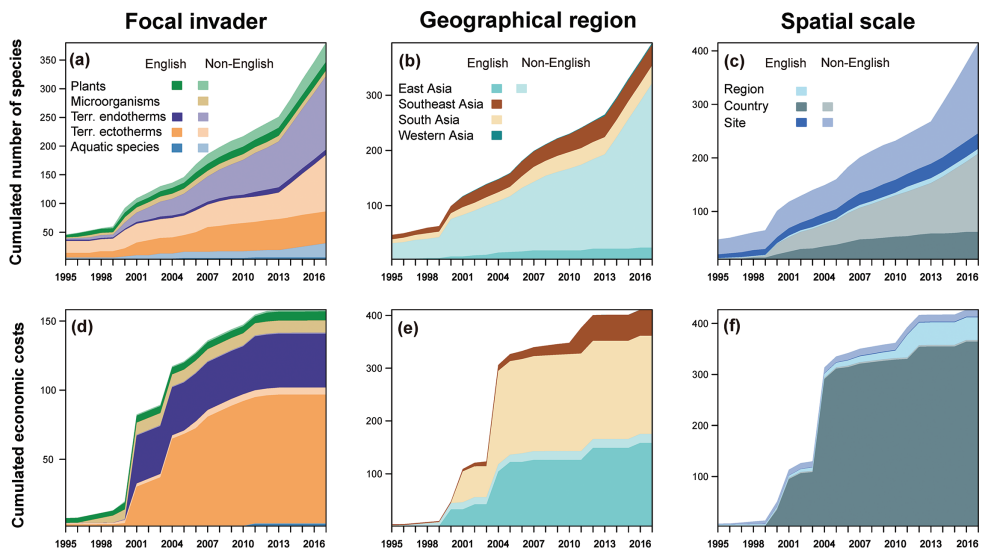 Focal invader
Geographical region
Spatial scale
Cumulated number of species
(a)
English Non-English
Plants
Microorganisms
Terr. endotherms
Terr. ectotherms
Aquatic species
350
300
250
200
150
100
50
1995 1998 2001 2004 2007 2010 2013 2016
(b)
English Non-English
East Asia
Southeast Asia
South Asia
Western Asia
300
200
100
1995 1998 2001 2004 2007 2010 2013 2016
(c)
English Non-English
Region
Country
Site
400
300
200
100
1995 1998 2001 2004 2007 2010 2013 2016
Cumulated economic costs
(d)
150
100
50
1995 1998 2001 2004 2007 2010 2013 2016
(e)
400
300
200
100
1995 1998 2001 2004 2007 2010 2013 2016
(f)
400
300
200
100
1995 1998 2001 2004 2007 2010 2013 2016